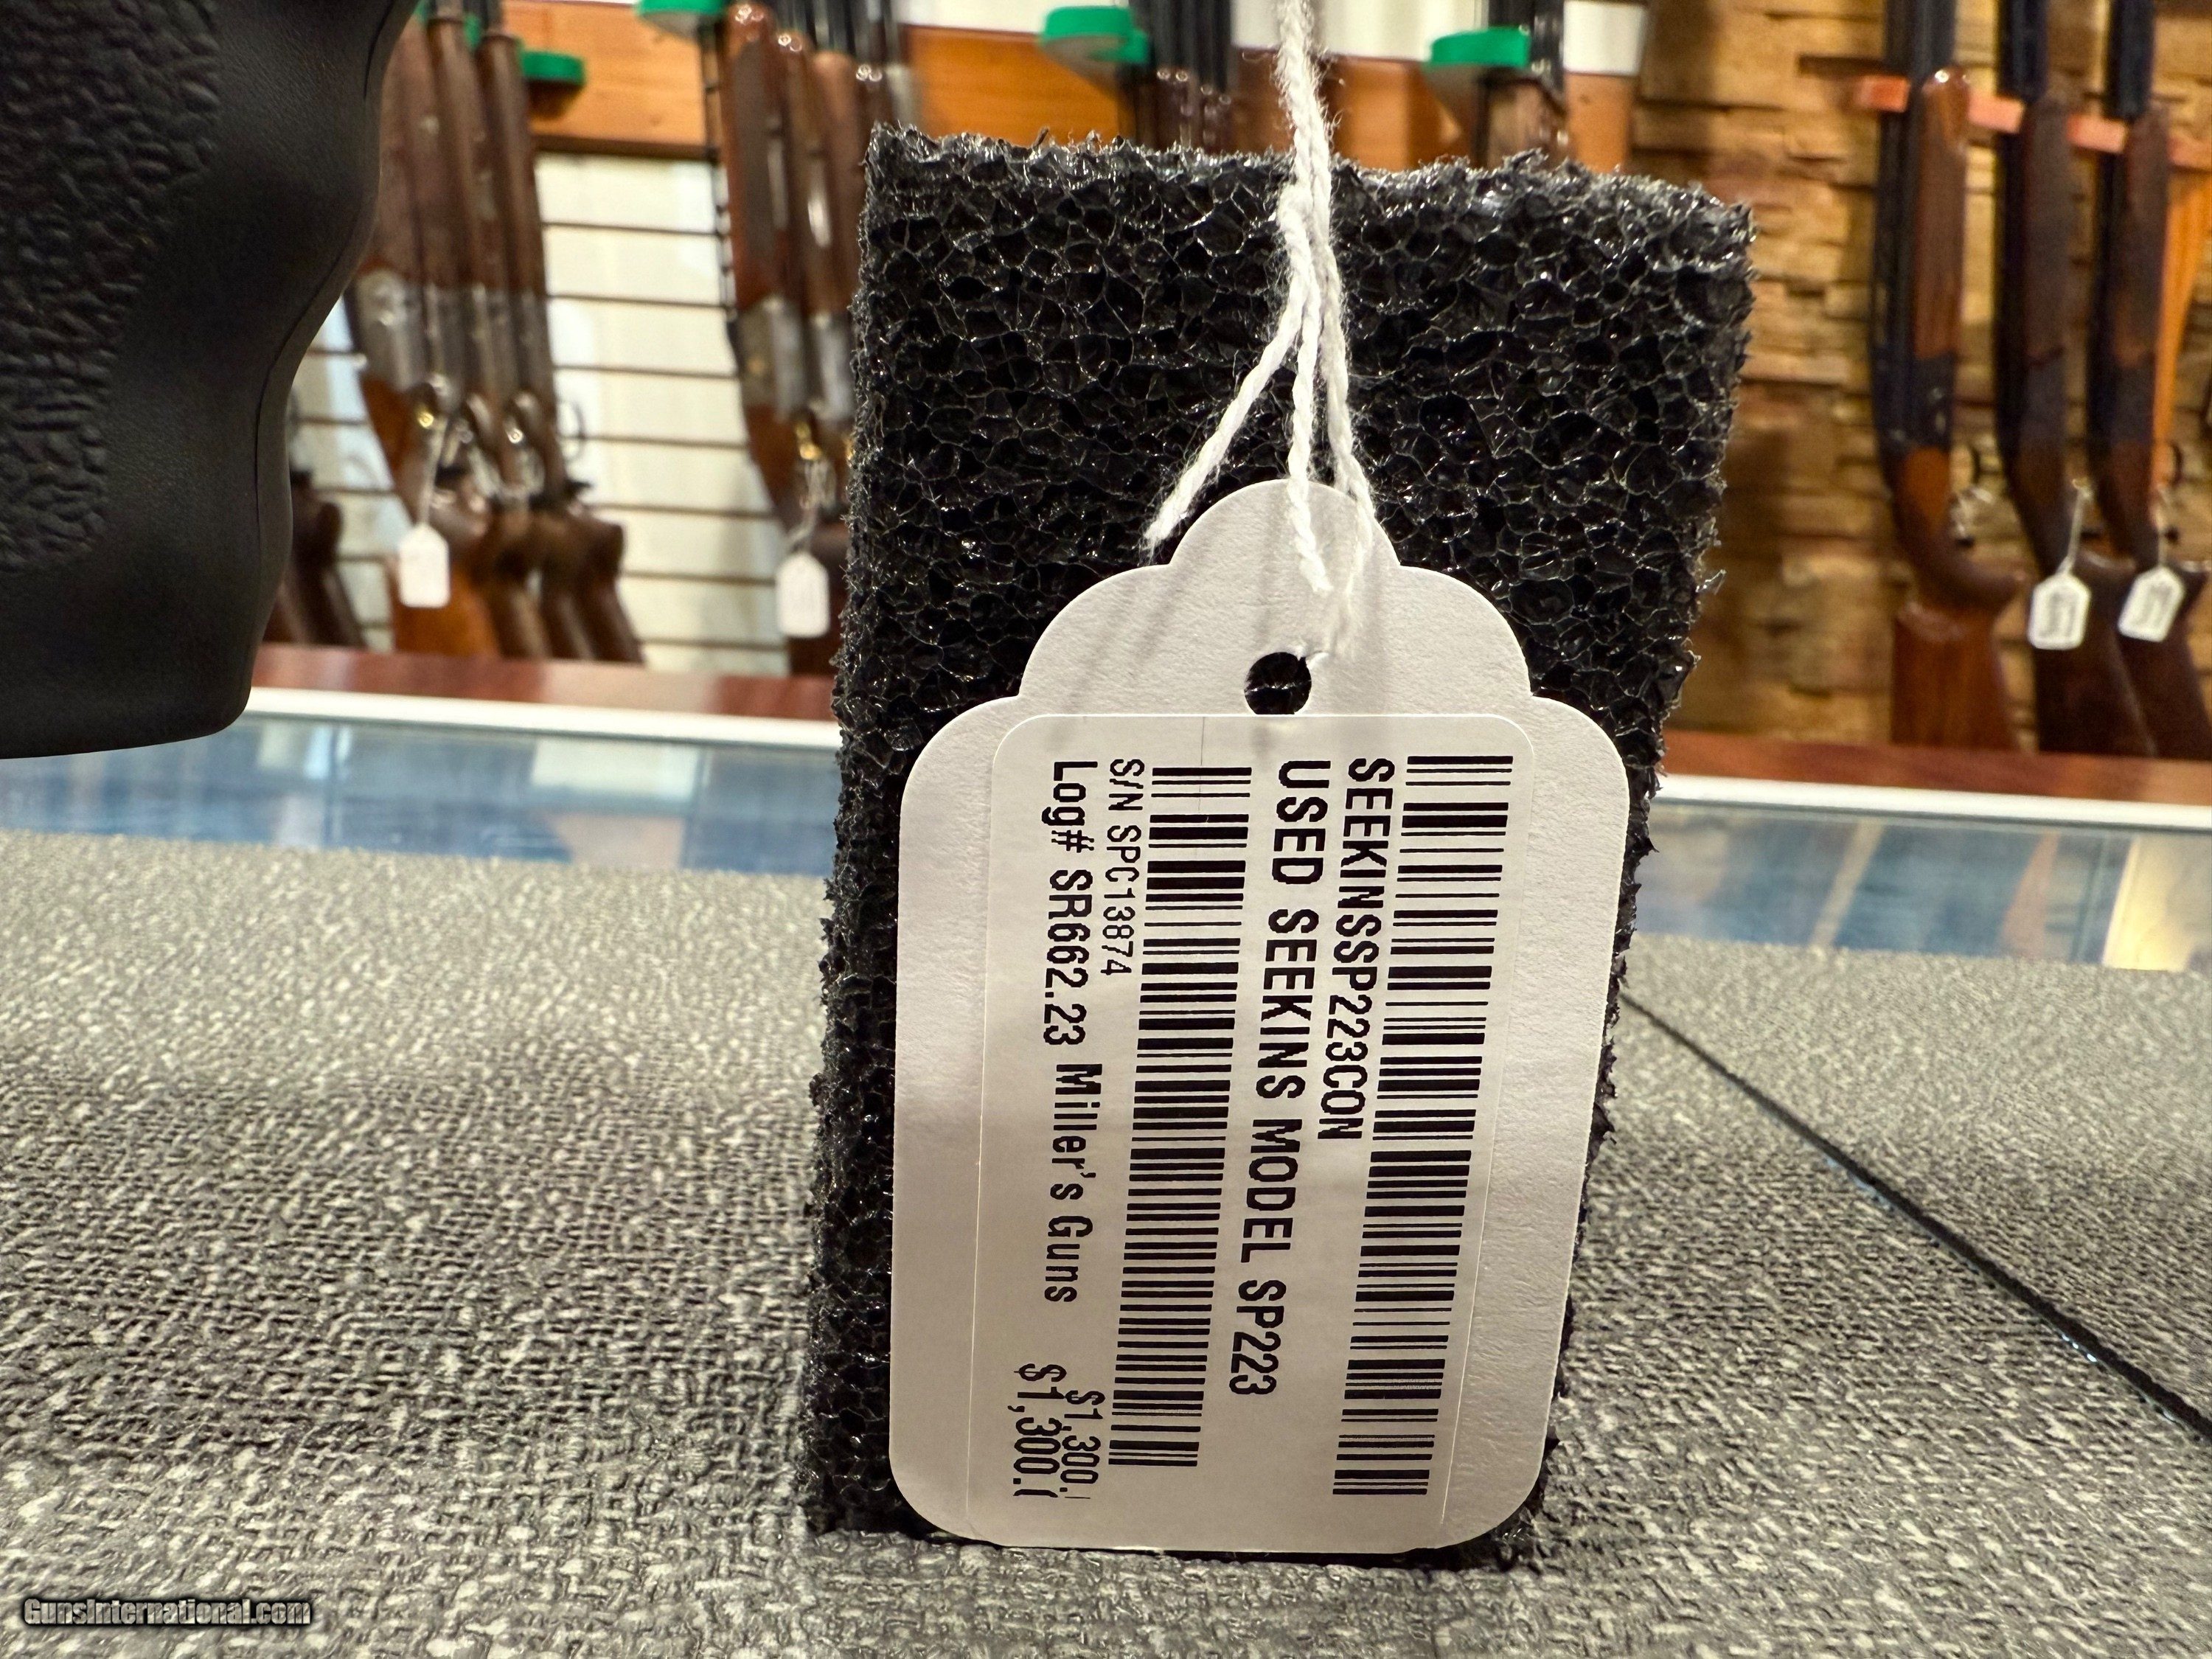 SEEKINSSP223CON
USED SEEKINS MODEL SP223
S/N SPC13874
$1,300.
Log# SR662.23 Miller's Guns $1,300.
GunsInternational.com